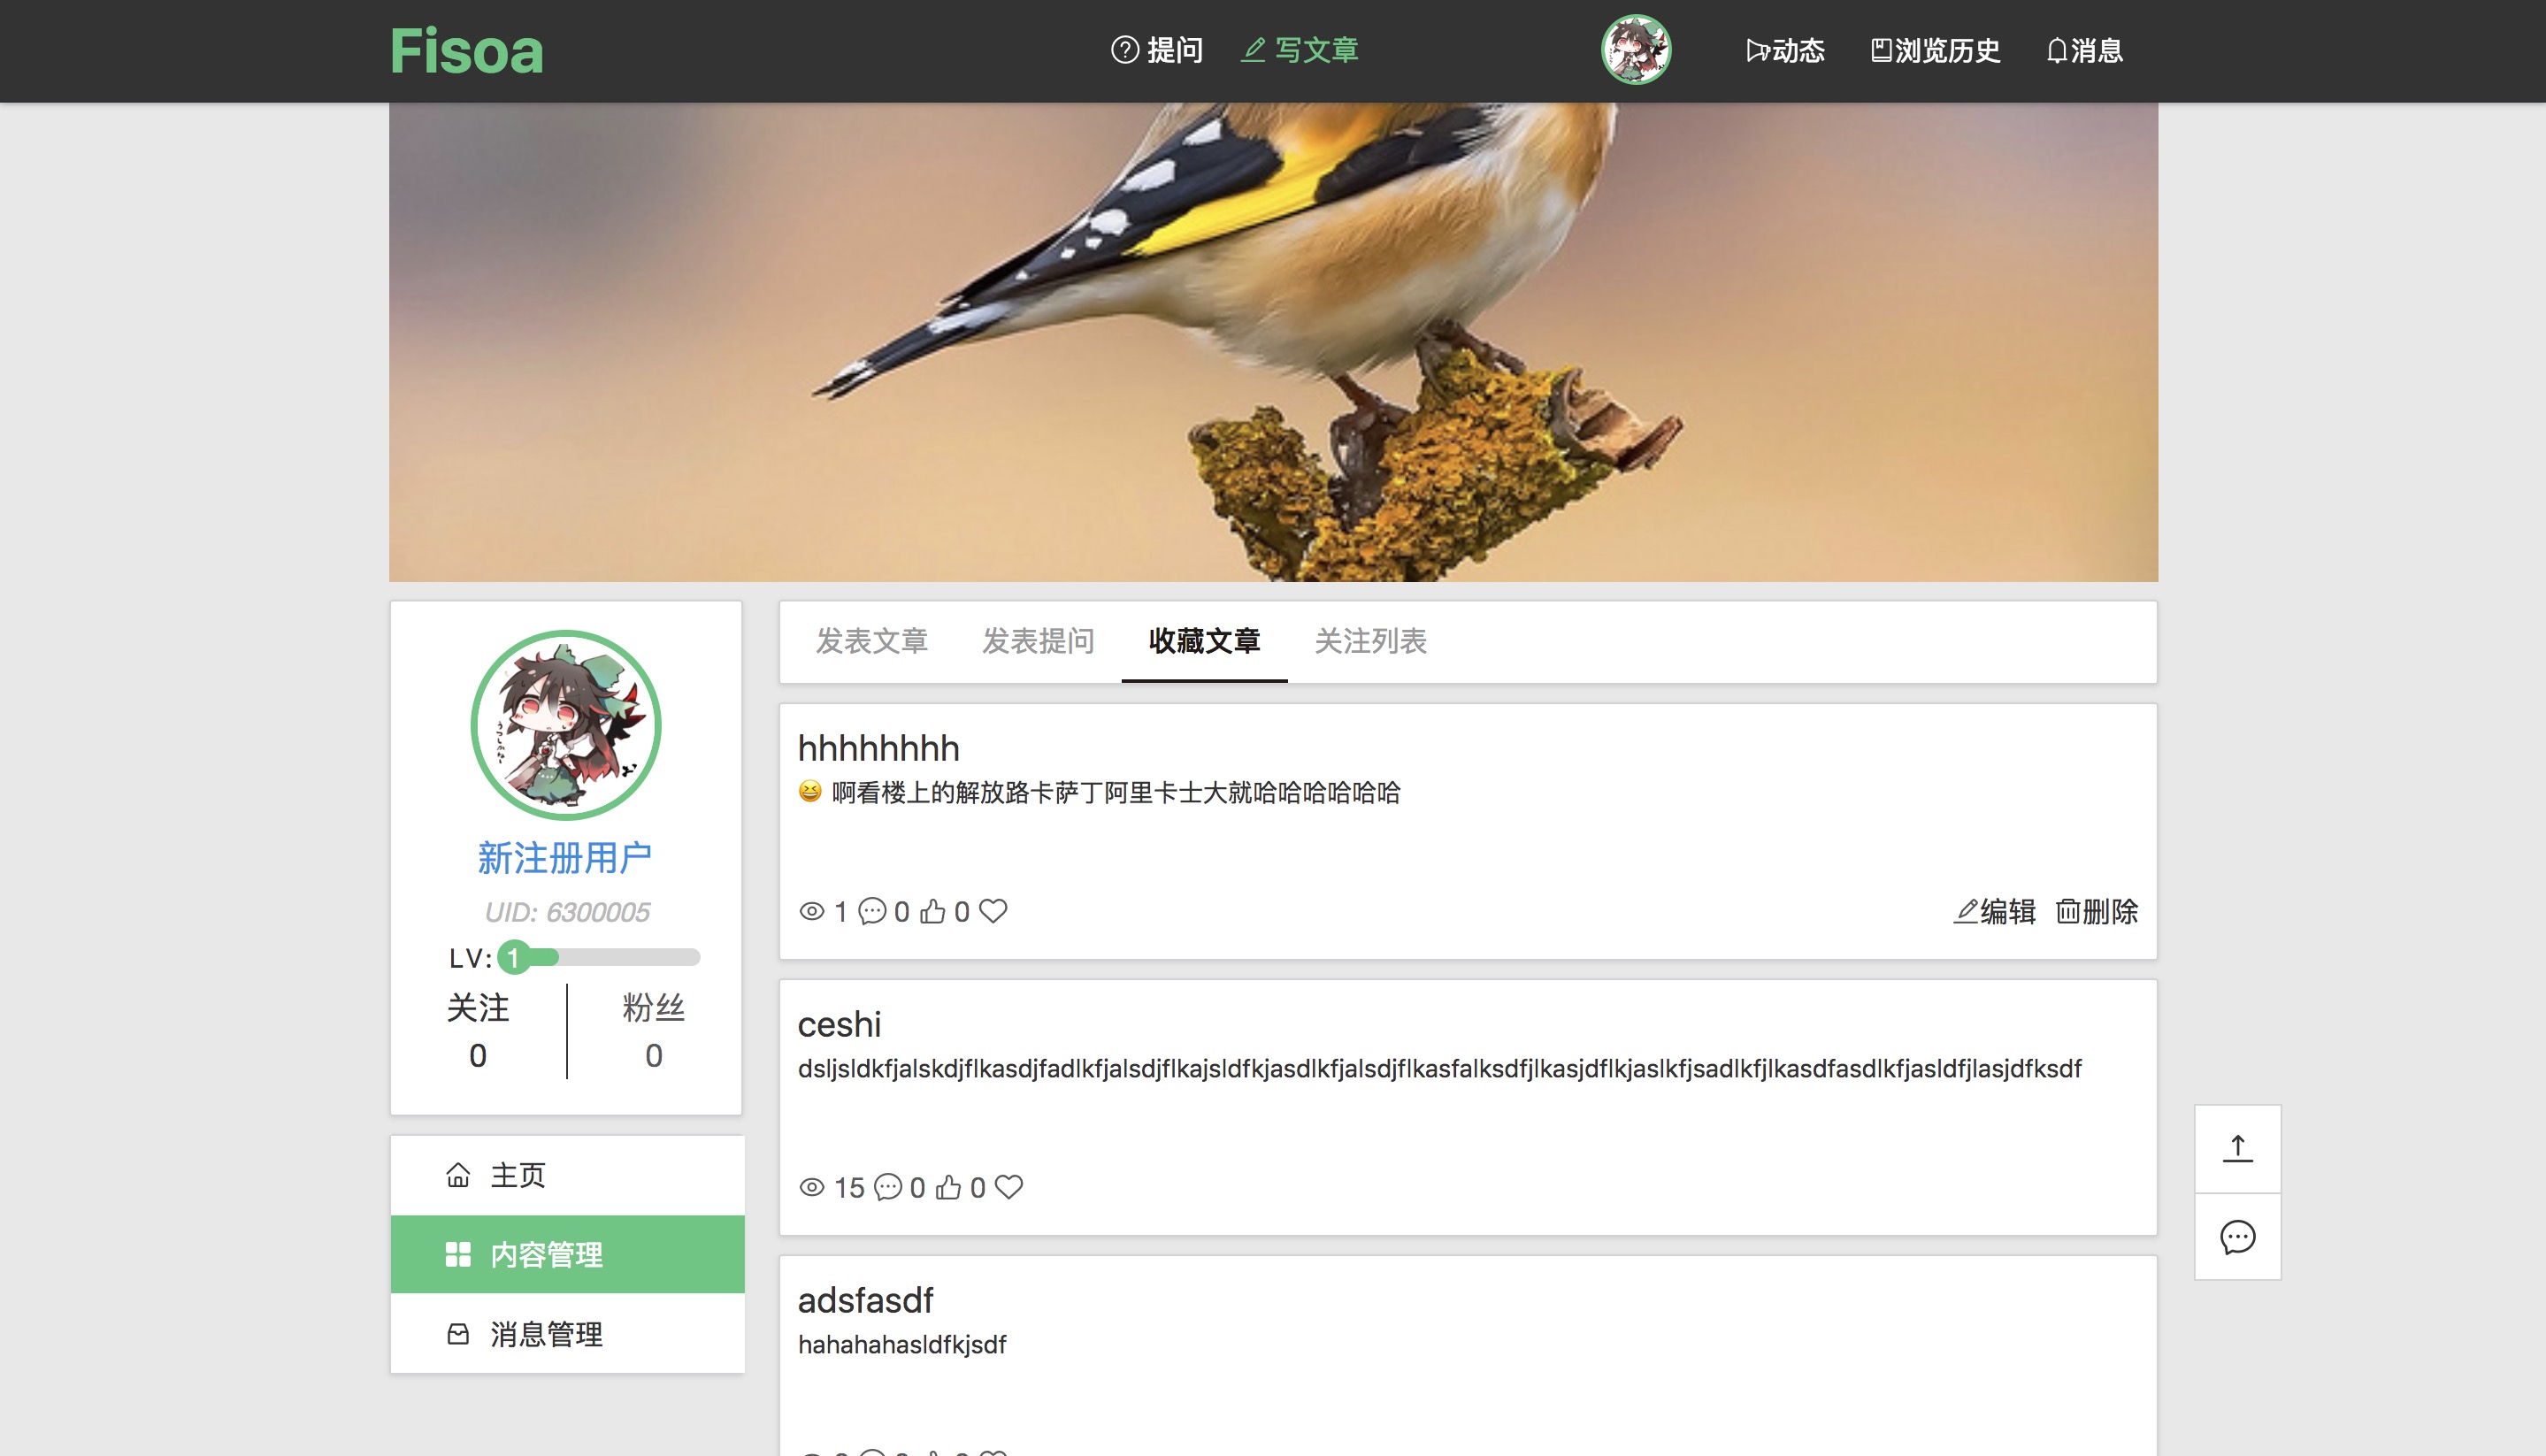 Fisoa
提问 写文章 动态 浏览历史 消息
发表文章 发表提问 收藏文章 关注列表
新注册用户
UID: 6300005
LV: 1
关注 粉丝
0 0
主页
内容管理
消息管理
hhhhhhhh
😆 啊看楼上的解放路卡萨丁阿里卡士大就哈哈哈哈哈哈
1 0 0 编辑 删除
ceshi
dsljsldkfjalskdjflkasdjfadlkfjalsdjflkajsldfkjasdlkfjalsdjflkasfalksdfjlkasjdflkjaslkfjsadlkfjlkasdfasdlkfjasldfjlasjdfksdf
15 0 0
adsfasdf
hahahahasldfkjsdf